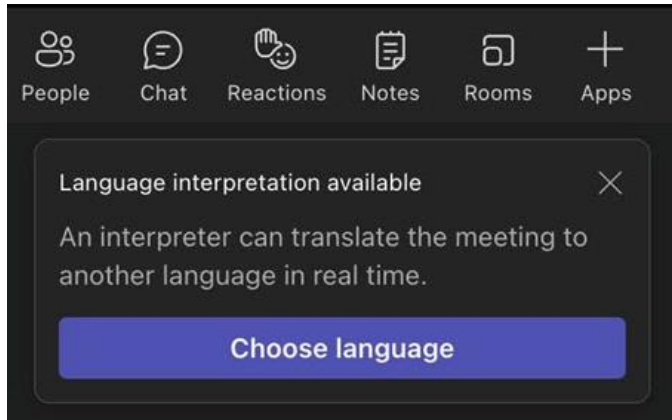 People Chat Reactions Notes Rooms Apps
Language interpretation available
An interpreter can translate the meeting to
another language in real time.
Choose language